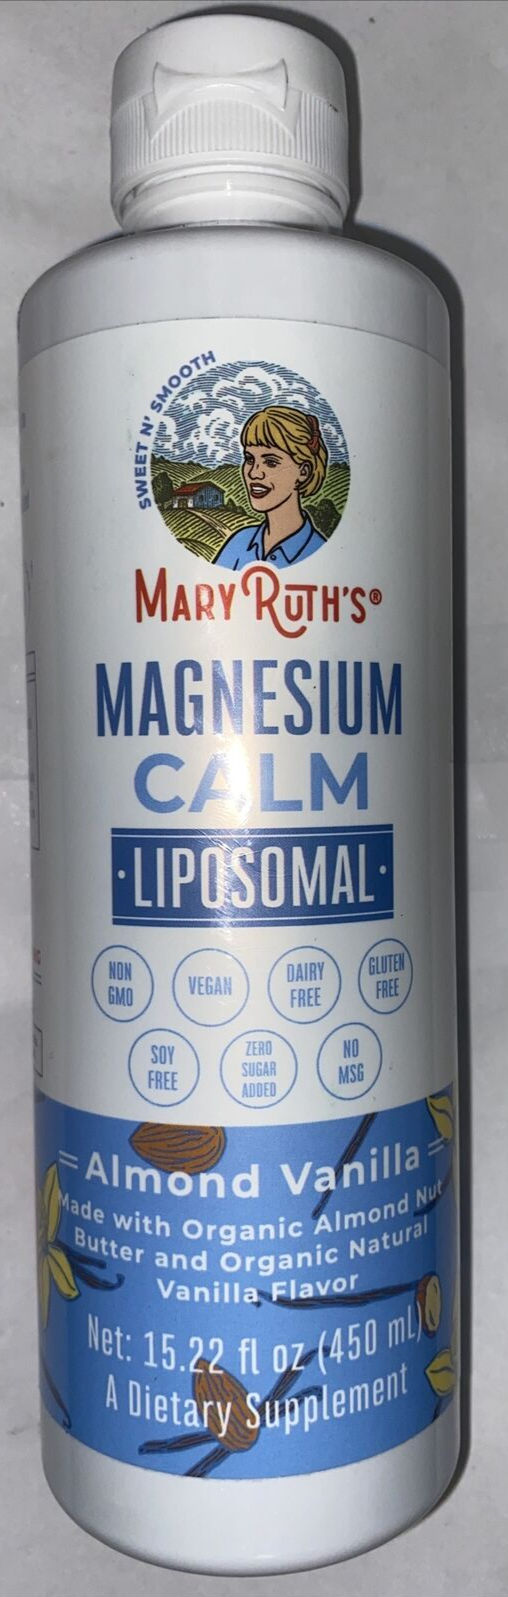 SWEET N' SMOOTH
MARY RUTH'S®
MAGNESIUM
CALM
·LIPOSOMAL·
NON
GMO
VEGAN
DAIRY
FREE
GLUTEN
FREE
SOY
FREE
ZERO
SUGAR
ADDED
NO
MSG
Almond Vanilla
Made with Organic Almond Nut
Butter and Organic Natural
Vanilla Flavor
Net: 15.22 fl oz (450 mL)
A Dietary Supplement